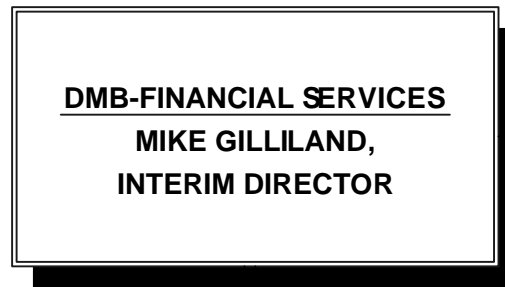 DMB-FINANCIAL SERVICES
MIKE GILLILAND,
INTERIM DIRECTOR